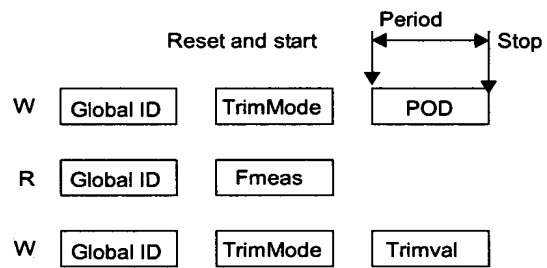 Period
Reset and start Stop
W Global ID TrimMode POD
R Global ID Fmeas
W Global ID TrimMode Trimval